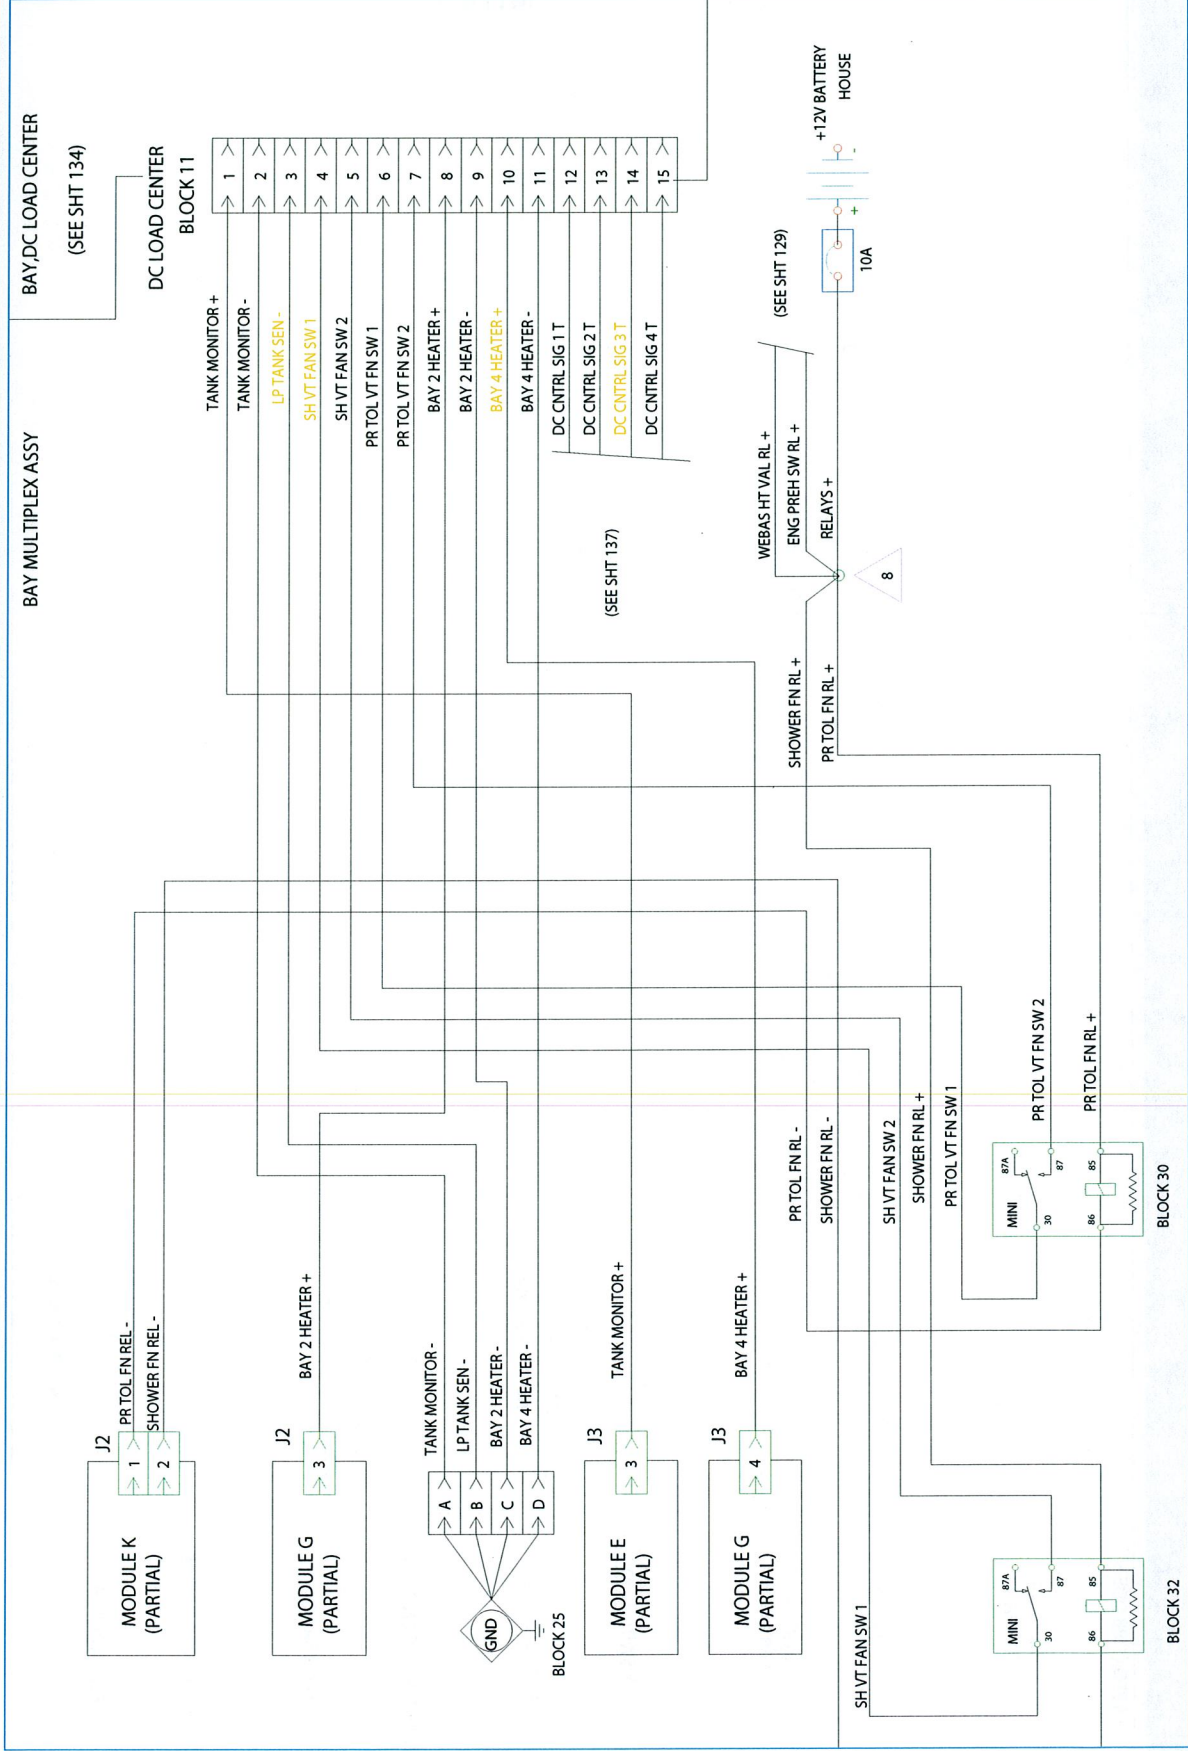 BAY MULTIPLEX ASSY
BAY,DC LOAD CENTER
(SEE SHT 134)
DC LOAD CENTER
BLOCK 11
1
2
3
4
5
6
7
8
9
10
11
12
13
14
15
TANK MONITOR +
TANK MONITOR -
LP TANK SEN -
SH VT FAN SW 1
SH VT FAN SW 2
PR TOL VT FN SW 1
PR TOL VT FN SW 2
BAY 2 HEATER +
BAY 2 HEATER -
BAY 4 HEATER +
BAY 4 HEATER -
DC CNTRL SIG 1 T
DC CNTRL SIG 2 T
DC CNTRL SIG 3 T
DC CNTRL SIG 4 T
(SEE SHT 137)
(SEE SHT 129)
+12V BATTERY
HOUSE
-
+
10A
WEBAS HT VAL RL +
ENG PREH SW RL +
RELAYS +
8
SHOWER FN RL +
PR TOL FN RL +
J2
1
2
PR TOL FN REL -
SHOWER FN REL -
MODULE K
(PARTIAL)
J2
3
BAY 2 HEATER +
MODULE G
(PARTIAL)
TANK MONITOR -
LP TANK SEN -
BAY 2 HEATER -
BAY 4 HEATER -
A
B
C
D
GND
BLOCK 25
J3
3
TANK MONITOR +
MODULE E
(PARTIAL)
J3
4
BAY 4 HEATER +
MODULE G
(PARTIAL)
PR TOL FN RL -
SHOWER FN RL -
SH VT FAN SW 2
SHOWER FN RL +
PR TOL VT FN SW 1
PR TOL VT FN SW 2
PR TOL FN RL +
MINI
87A
30
87
86
85
BLOCK 30
SH VT FAN SW 1
MINI
87A
30
87
86
85
BLOCK 32